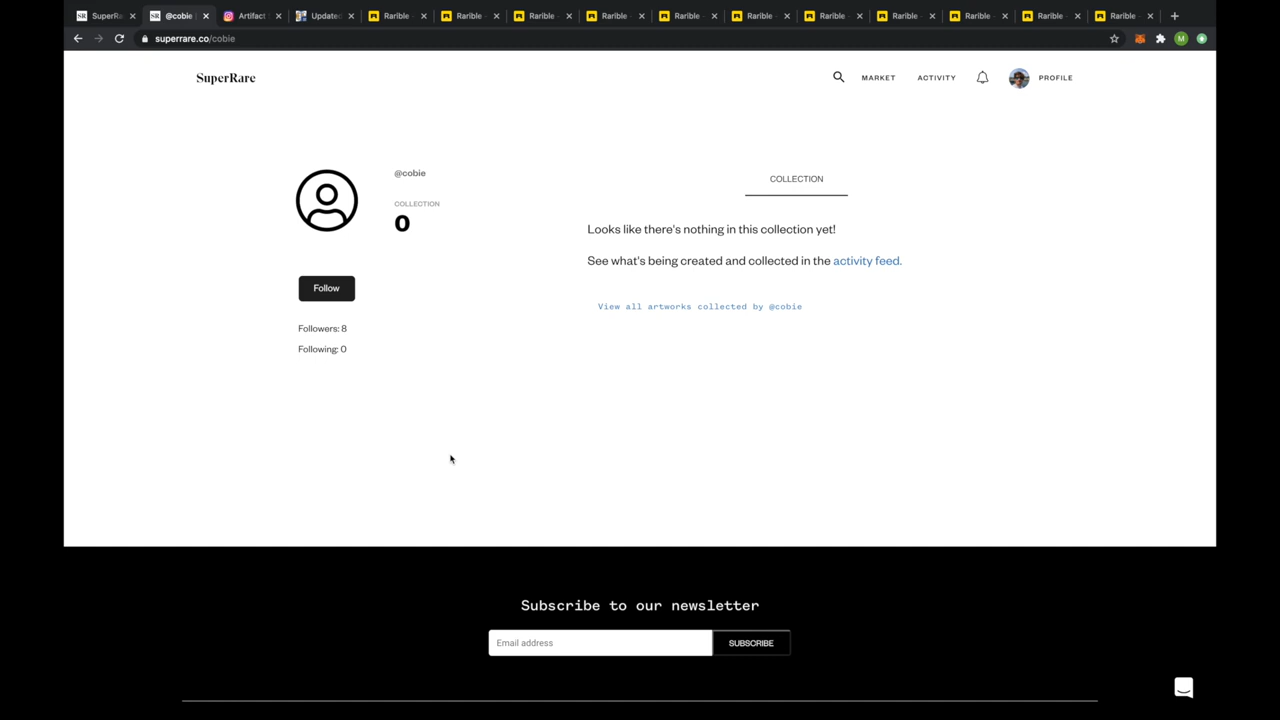 SuperRa
@cobie
Artifact
Updated
Rarible
Rarible
Rarible
Rarible
Rarible
Rarible
Rarible
Rarible
Rarible
Rarible
Rarible
superrare.co/cobie
M
SuperRare
MARKET
ACTIVITY
PROFILE
@cobie
COLLECTION
0
Follow
Followers: 8
Following: 0
COLLECTION
Looks like there's nothing in this collection yet!
See what's being created and collected in the activity feed.
View all artworks collected by @cobie
Subscribe to our newsletter
Email address
SUBSCRIBE